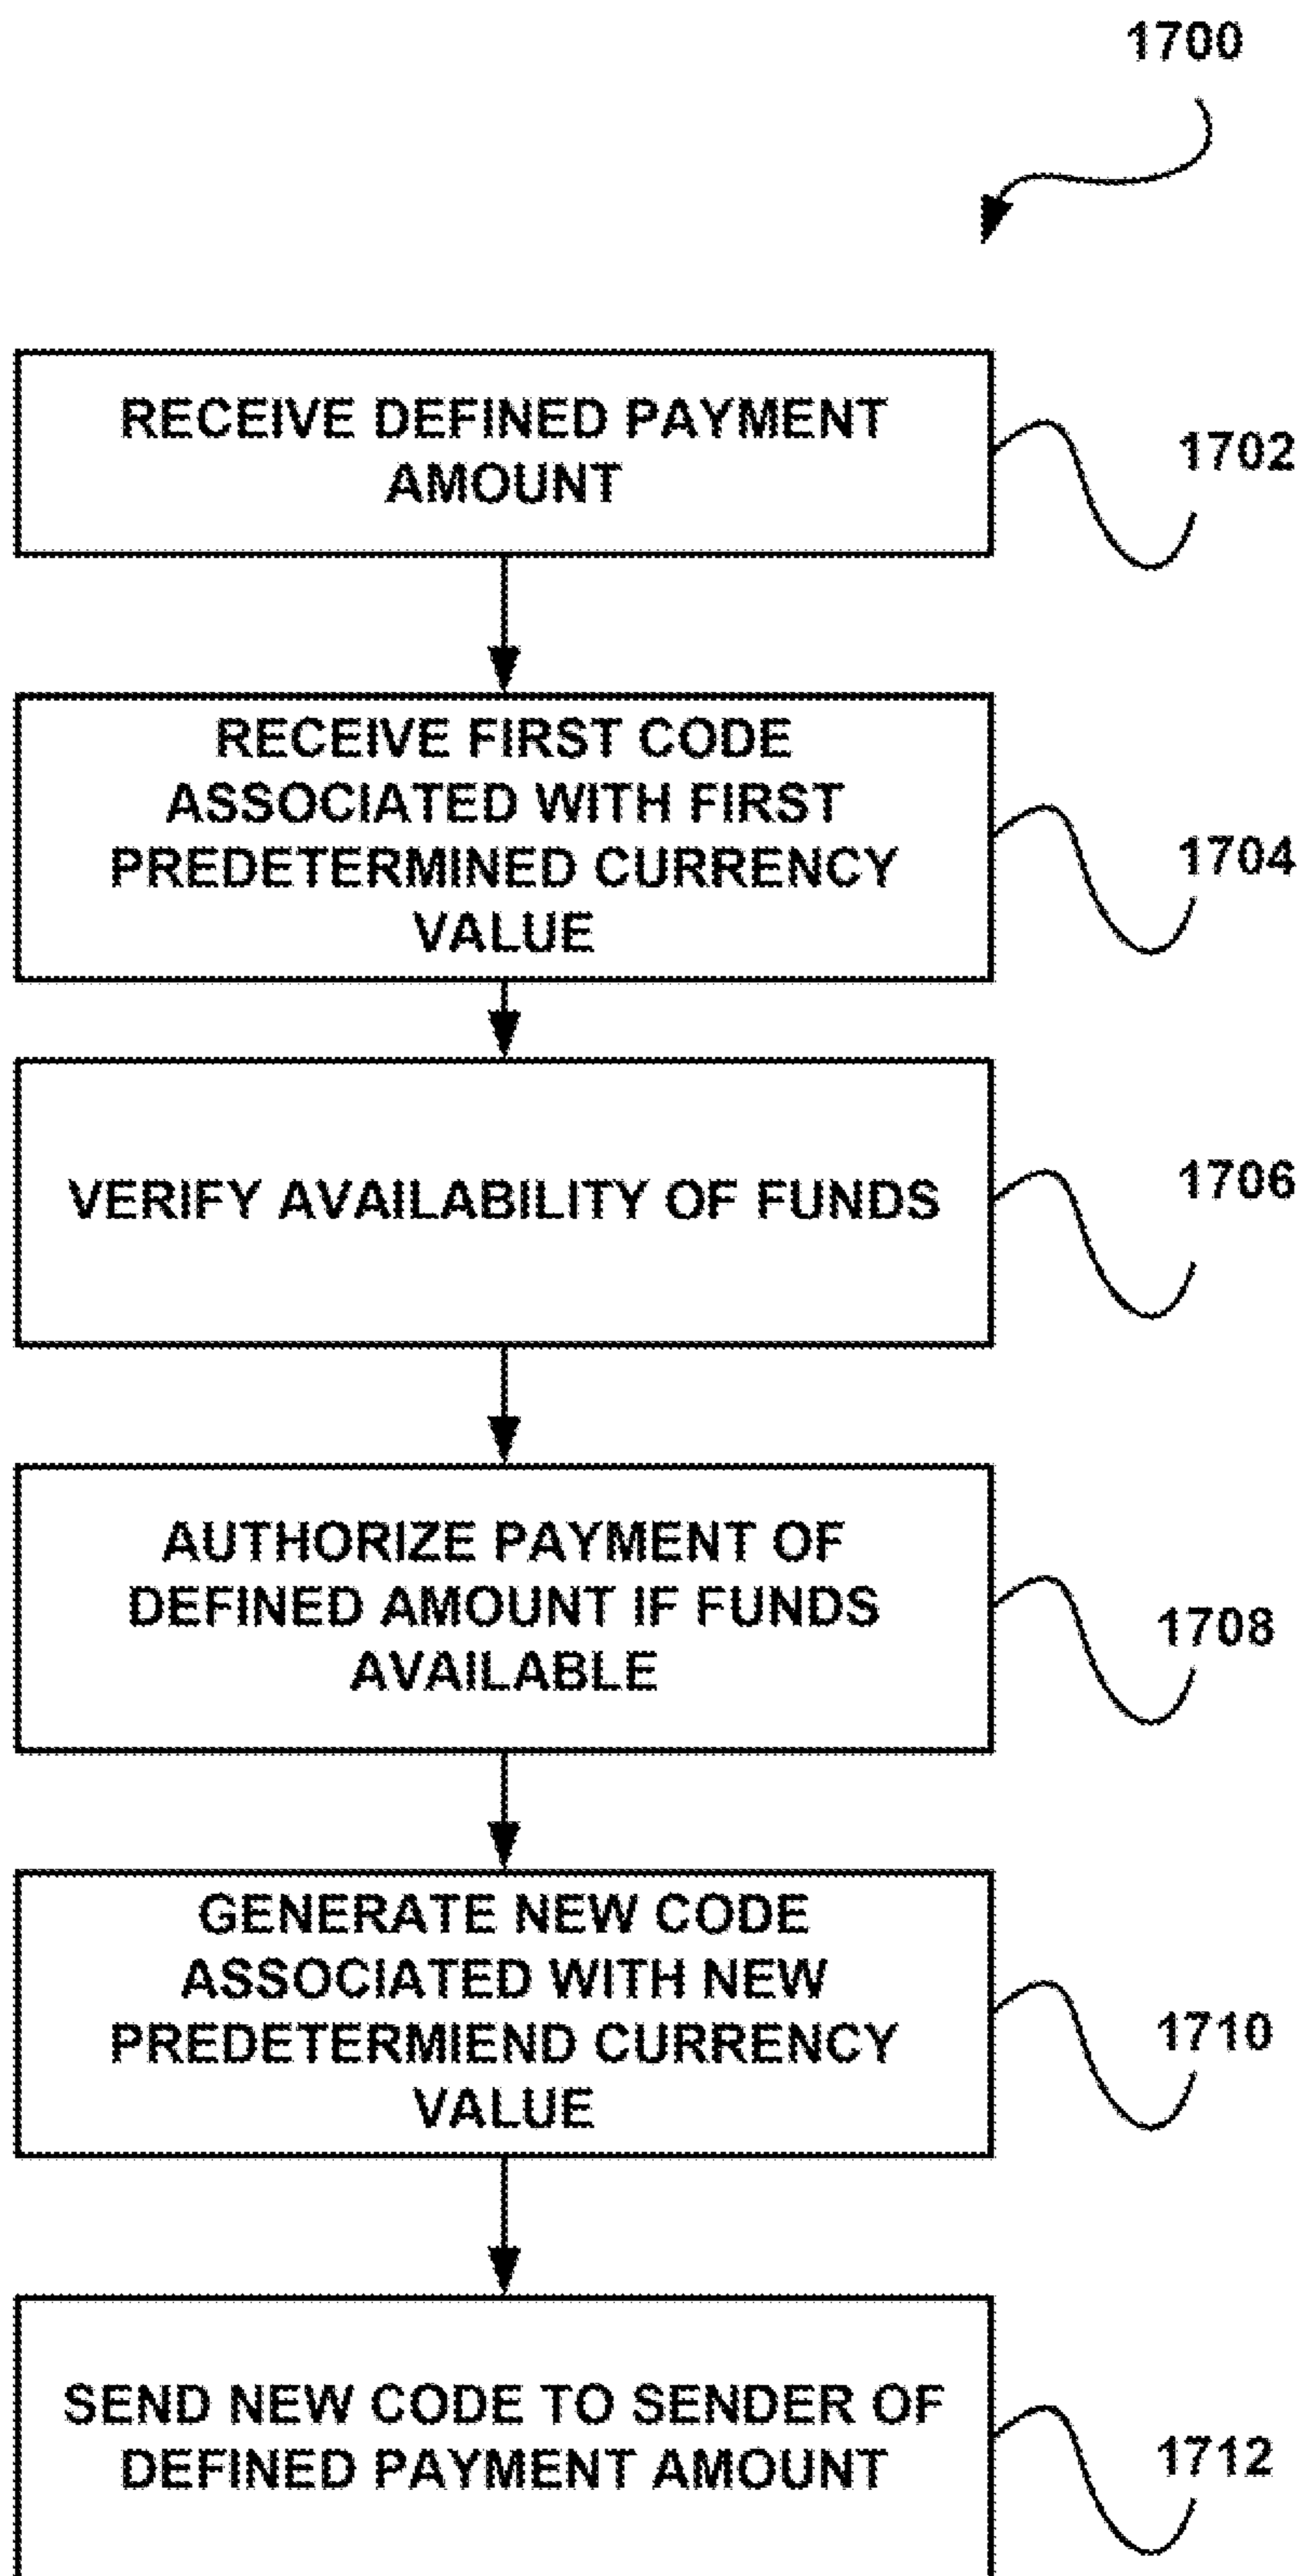 1700
RECEIVE DEFINED PAYMENT
AMOUNT
1702
RECEIVE FIRST CODE
ASSOCIATED WITH FIRST
PREDETERMINED CURRENCY
VALUE
1704
VERIFY AVAILABILITY OF FUNDS
1706
AUTHORIZE PAYMENT OF
DEFINED AMOUNT IF FUNDS
AVAILABLE
1708
GENERATE NEW CODE
ASSOCIATED WITH NEW
PREDETERMIEND CURRENCY
VALUE
1710
SEND NEW CODE TO SENDER OF
DEFINED PAYMENT AMOUNT
1712